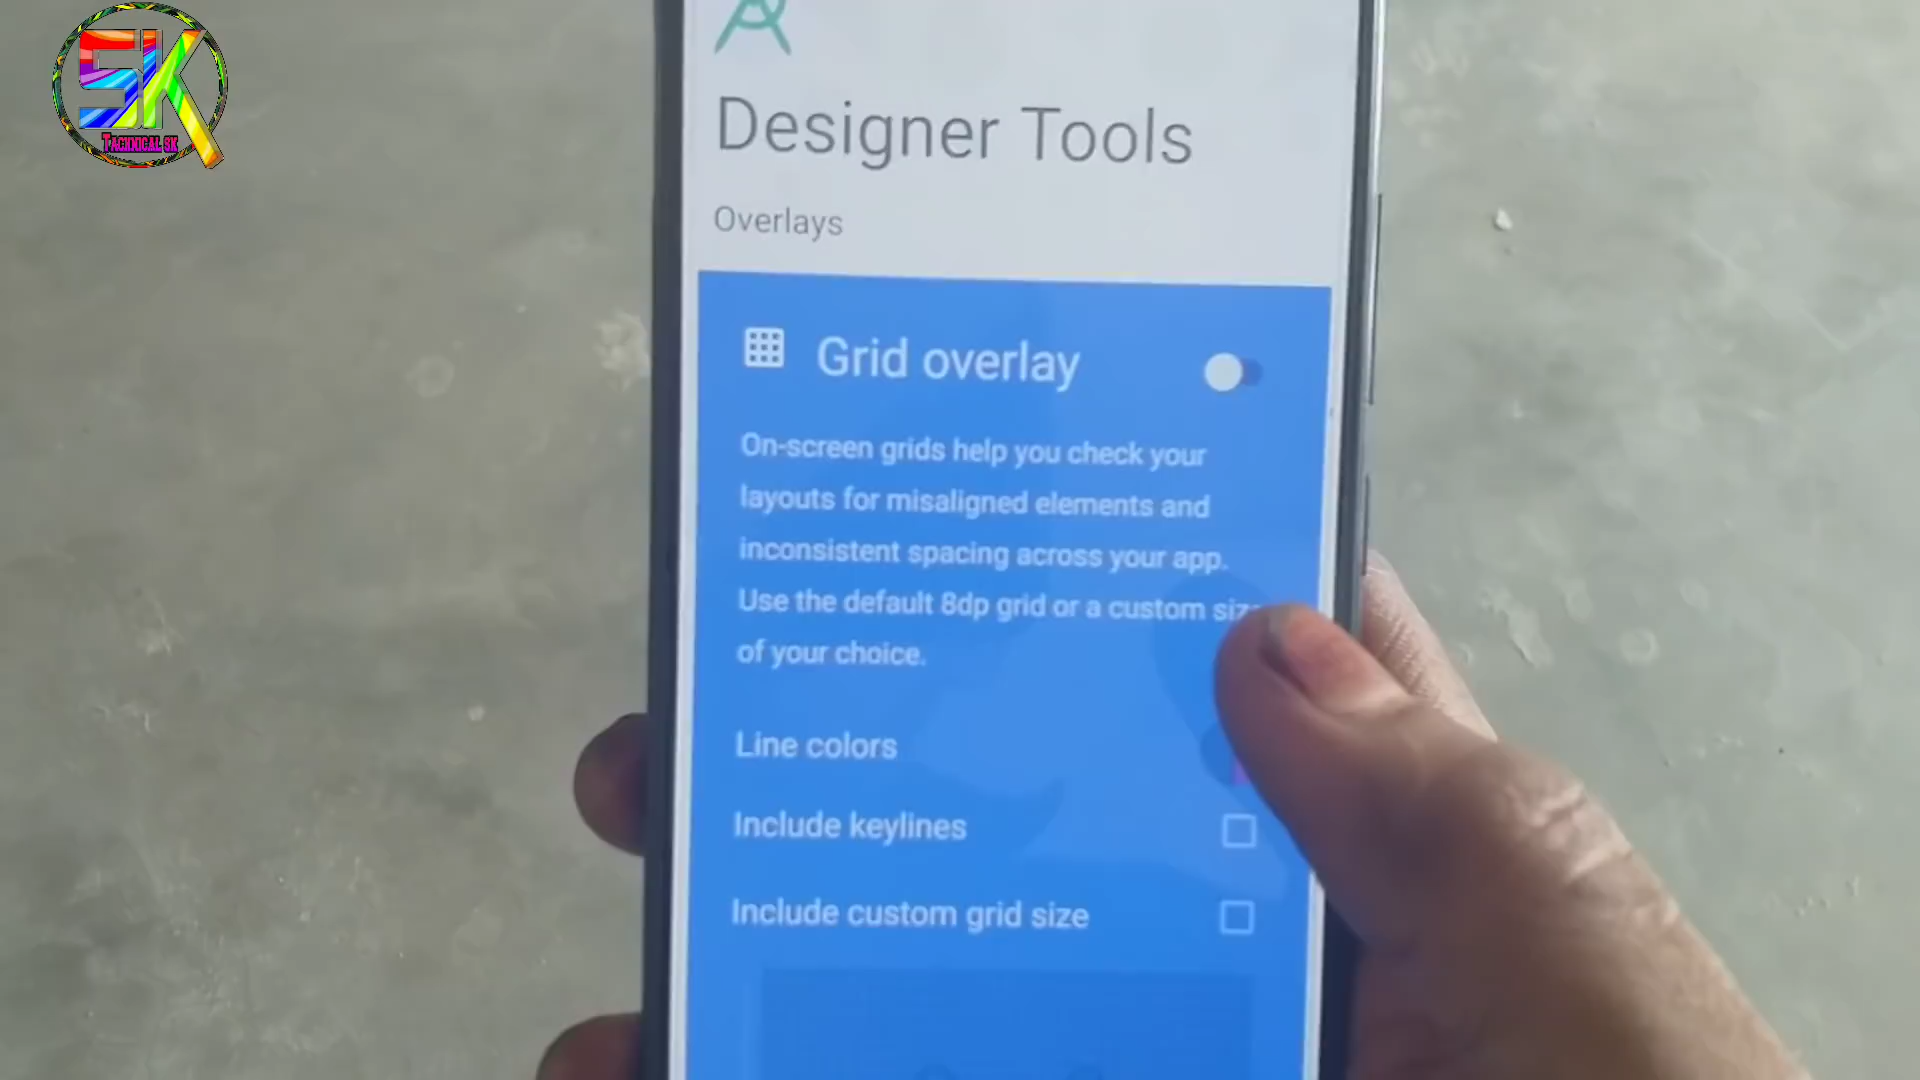 SK
TACHNICAL SK
Designer Tools
Overlays
Grid overlay
On-screen grids help you check your
layouts for misaligned elements and
inconsistent spacing across your app.
Use the default 8dp grid or a custom
of your choice.
Line colors
Include keylines
Include custom grid size